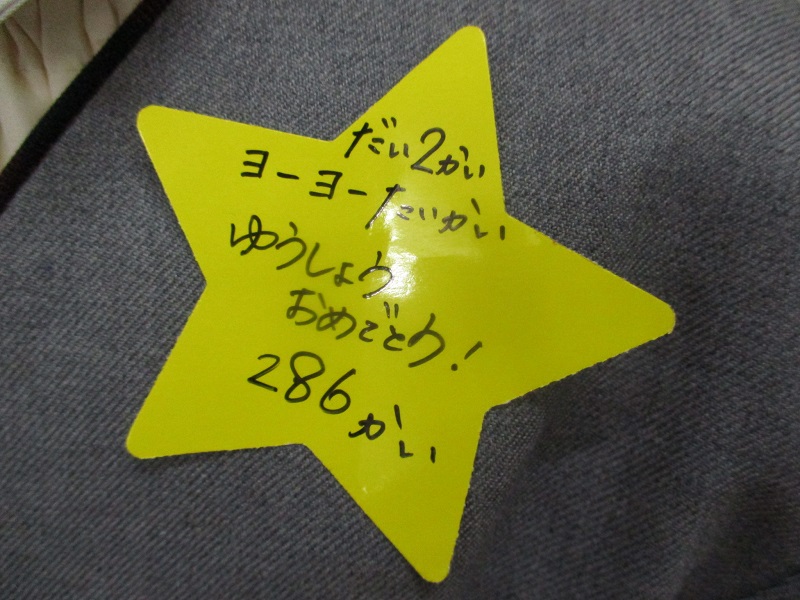 だい2かい
ヨーヨーたいかい
ゆうしょう
おめでとう!
286かい